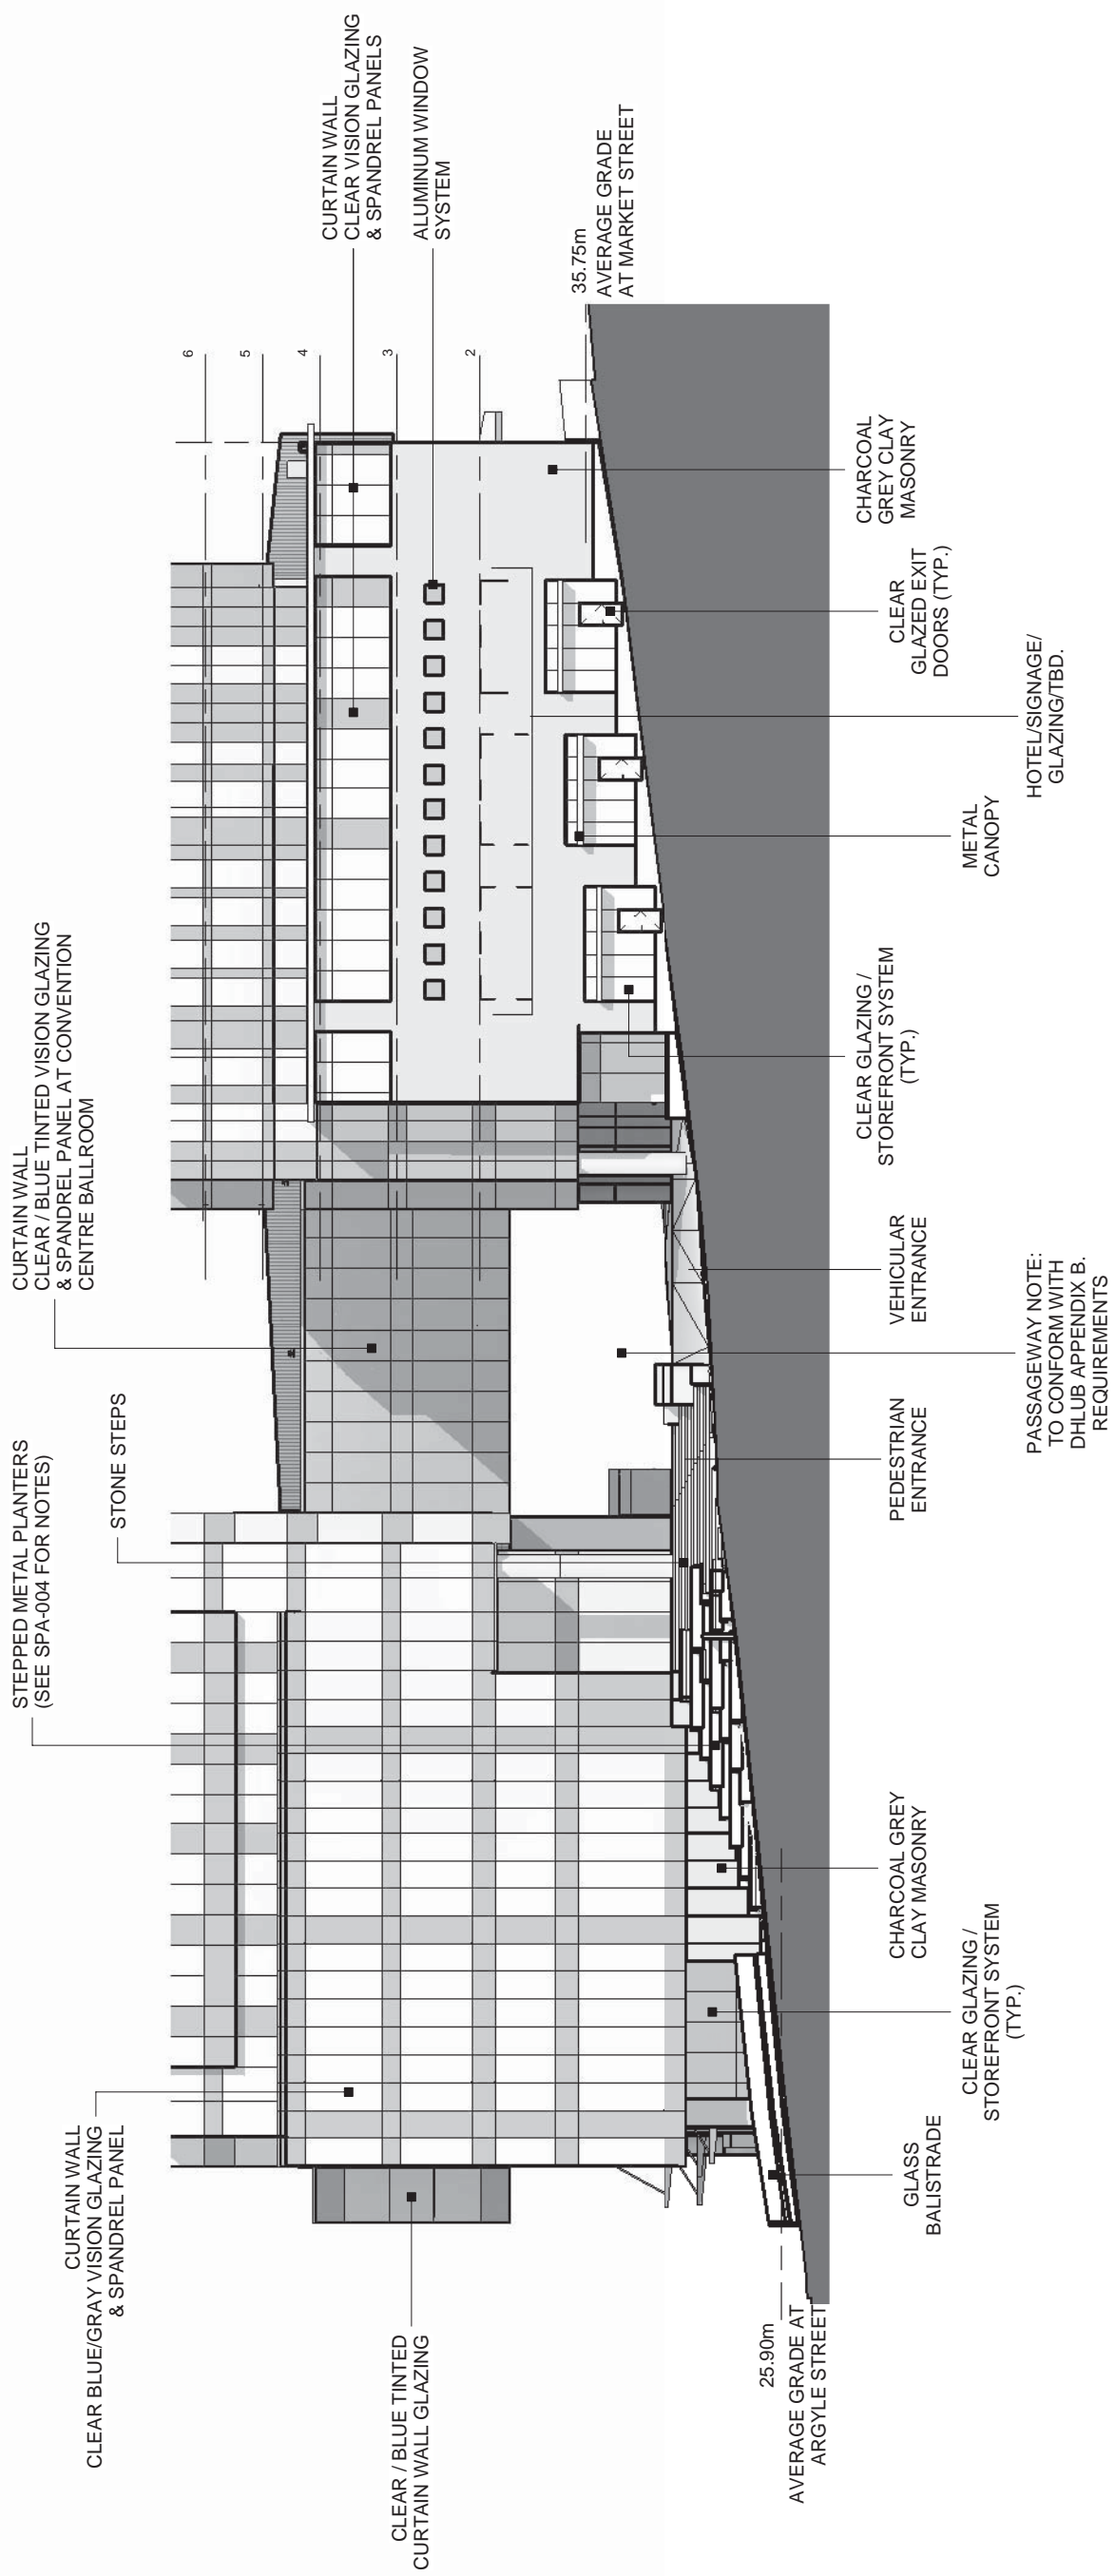 CURTAIN WALL
CLEAR BLUE/GRAY VISION GLAZING
& SPANDREL PANEL
STEPPED METAL PLANTERS
(SEE SPA-004 FOR NOTES)
STONE STEPS
CURTAIN WALL
CLEAR / BLUE TINTED VISION GLAZING
& SPANDREL PANEL AT CONVENTION
CENTRE BALLROOM
CLEAR / BLUE TINTED
CURTAIN WALL GLAZING
6
5
4
3
2
CURTAIN WALL
CLEAR VISION GLAZING
& SPANDREL PANELS
ALUMINUM WINDOW
SYSTEM
35.75m
AVERAGE GRADE
AT MARKET STREET
25.90m
AVERAGE GRADE AT
ARGYLE STREET
GLASS
BALISTRADE
CLEAR GLAZING /
STOREFRONT SYSTEM
(TYP.)
CHARCOAL GREY
CLAY MASONRY
PEDESTRIAN
ENTRANCE
PASSAGEWAY NOTE:
TO CONFORM WITH
DHLUB APPENDIX B.
REQUIREMENTS
VEHICULAR
ENTRANCE
CLEAR GLAZING /
STOREFRONT SYSTEM
(TYP.)
METAL
CANOPY
HOTEL/SIGNAGE/
GLAZING/TBD.
CLEAR
GLAZED EXIT
DOORS (TYP.)
CHARCOAL
GREY CLAY
MASONRY